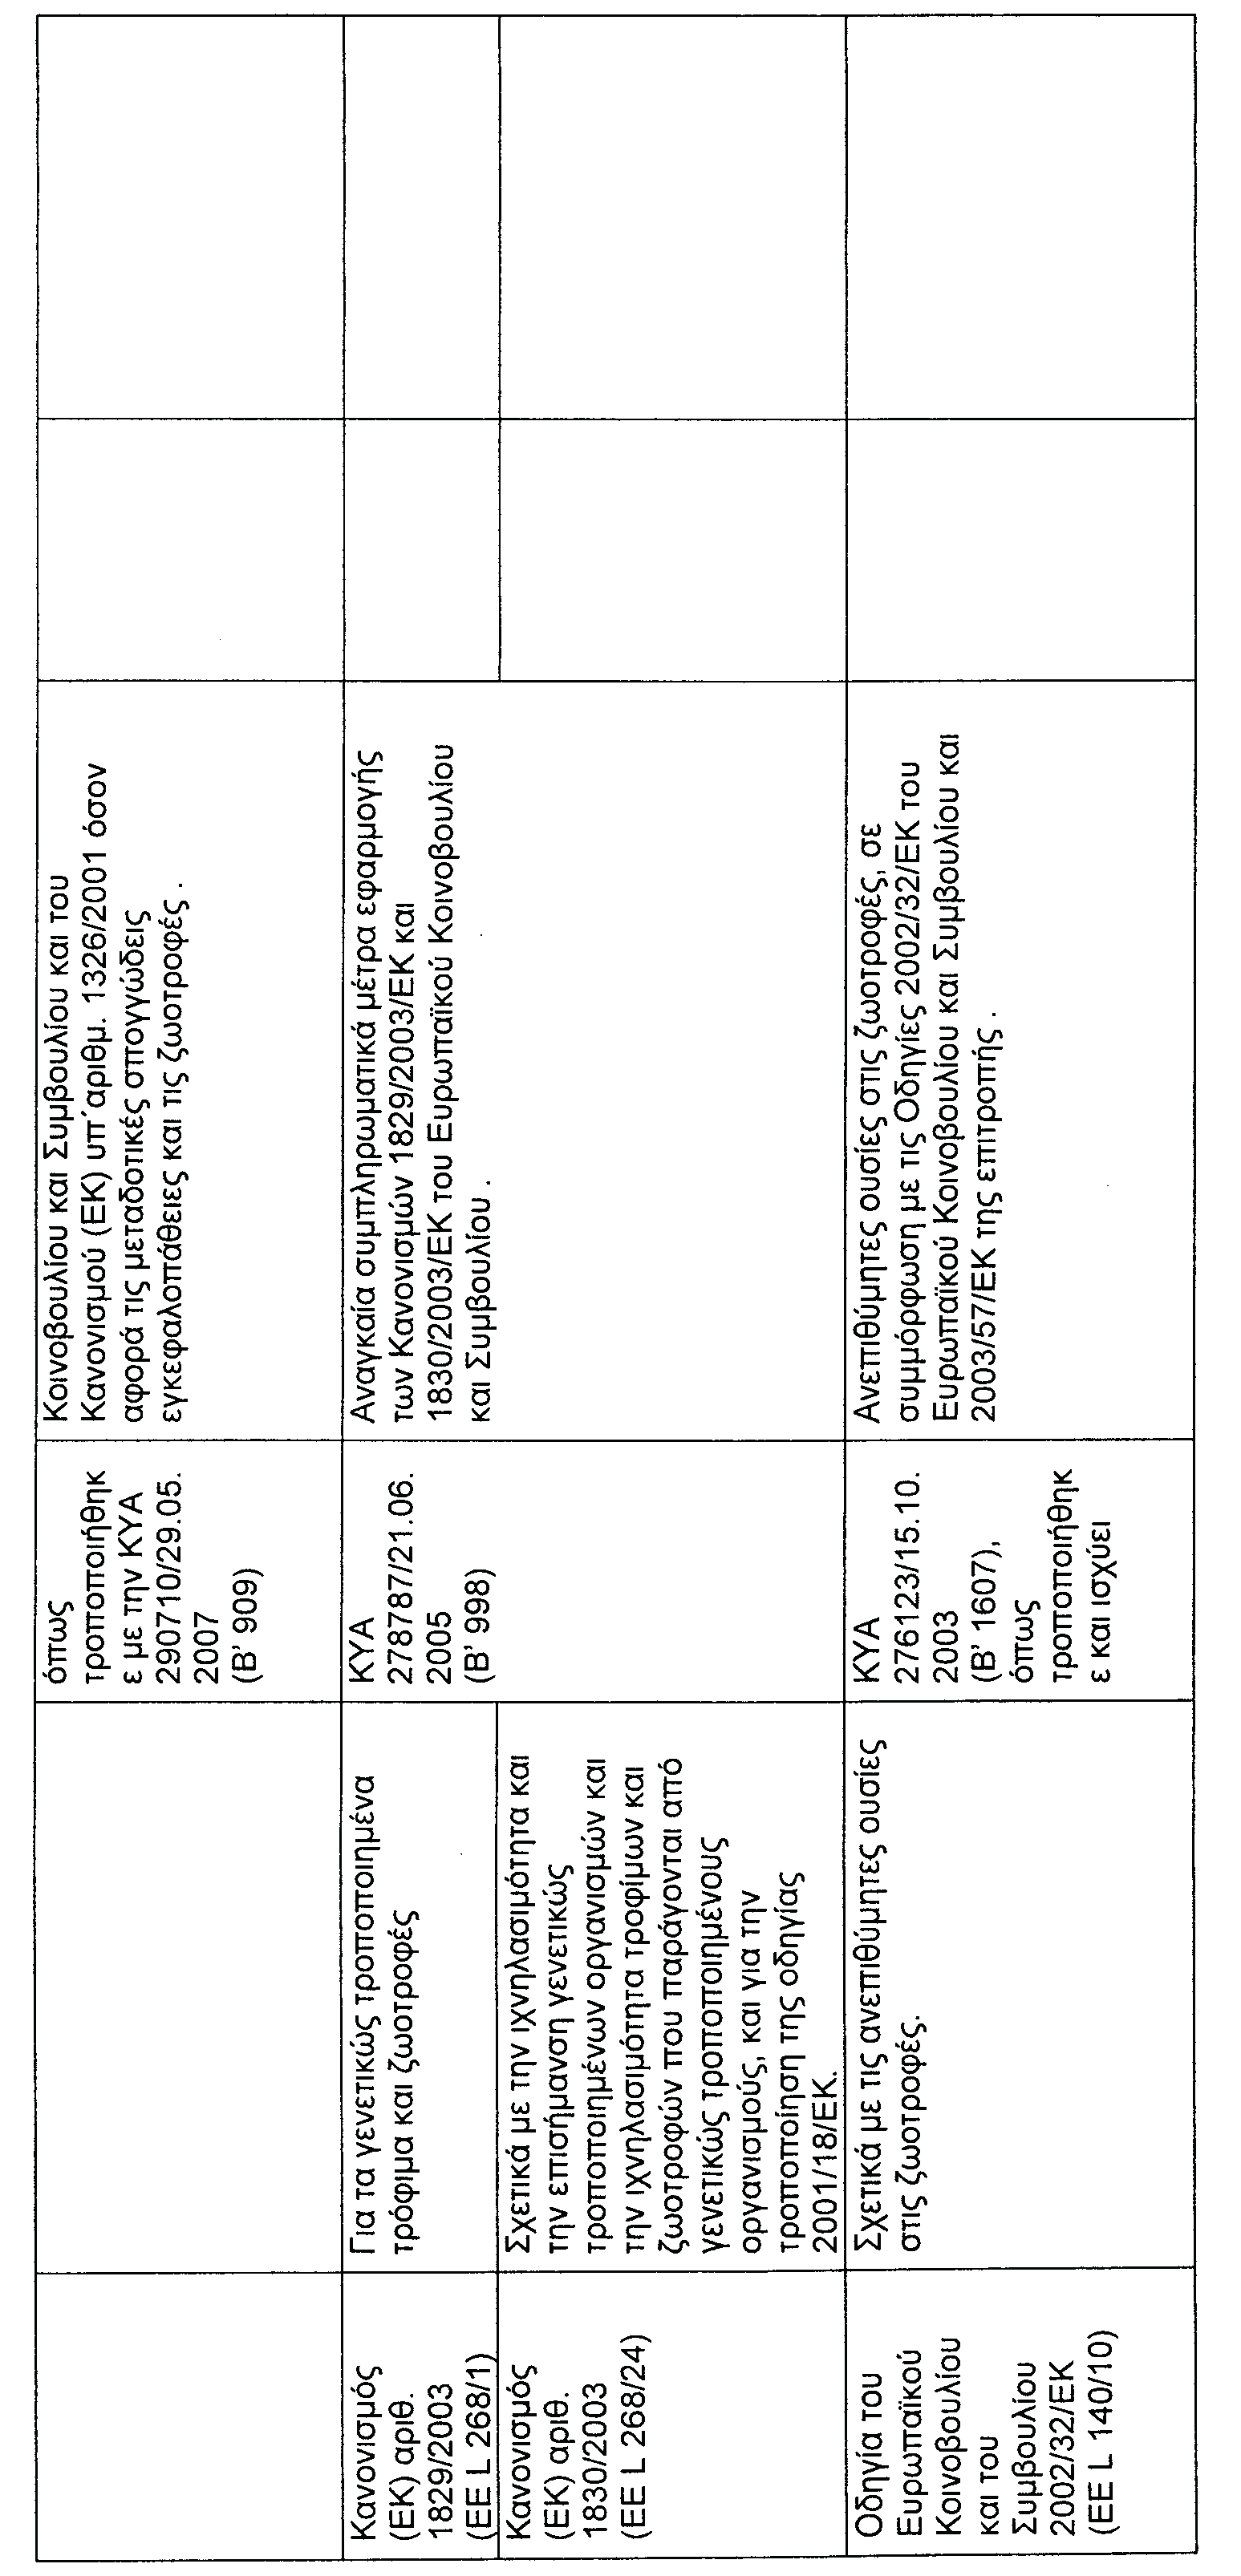 όπως
τροποποιήθηκ
ε με την ΚΥΑ
290710/29.05.
2007
(Β’ 909)
Κοινοβουλίου και Συμβουλίου και του
Κανονισμού (ΕΚ) υπ΄αριθμ. 1326/2001 όσον
αφορά τις μεταδοτικές σπογγώδεις
εγκεφαλοπάθειες και τις ζωοτροφές .
Κανονισμός
(ΕΚ) αριθ.
1829/2003
(ΕΕ L 268/1)
Για τα γενετικώς τροποποιημένα
τρόφιμα και ζωοτροφές
ΚΥΑ
278787/21.06.
2005
(Β’ 998)
Αναγκαία συμπληρωματικά μέτρα εφαρμογής
των Κανονισμών 1829/2003/ΕΚ και
1830/2003/ΕΚ του Ευρωπαϊκού Κοινοβουλίου
και Συμβουλίου .
Κανονισμός
(ΕΚ) αριθ.
1830/2003
(ΕΕ L 268/24)
Σχετικά με την ιχνηλασιμότητα και
την επισήμανση γενετικώς
τροποποιημένων οργανισμών και
την ιχνηλασιμότητα τροφίμων και
ζωοτροφών που παράγονται από
γενετικώς τροποποιημένους
οργανισμούς, και για την
τροποποίηση της οδηγίας
2001/18/ΕΚ.
Οδηγία του
Ευρωπαϊκού
Κοινοβουλίου
και του
Συμβουλίου
2002/32/ΕΚ
(ΕΕ L 140/10)
Σχετικά με τις ανεπιθύμητες ουσίες
στις ζωοτροφές.
ΚΥΑ
276123/15.10.
2003
(Β’ 1607),
όπως
τροποποιήθηκ
ε και ισχύει
Ανεπιθύμητες ουσίες στις ζωοτροφές, σε
συμμόρφωση με τις Οδηγίες 2002/32/ΕΚ του
Ευρωπαϊκού Κοινοβουλίου και Συμβουλίου και
2003/57/ΕΚ της επιτροπής .